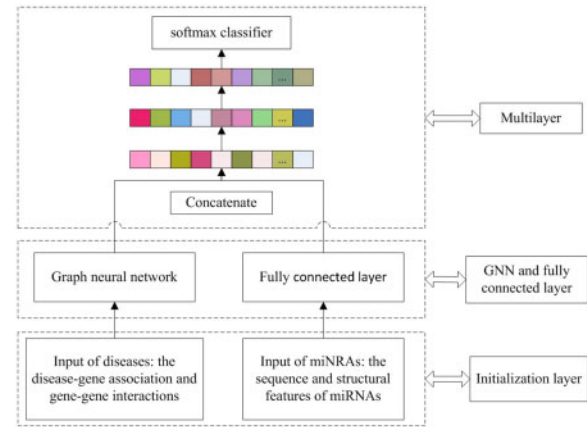 softmax classifier
...
...
Multilayer
...
Concatenate
Graph neural network
Fully connected layer
GNN and fully
connected layer
Input of diseases: the
disease-gene association and
gene-gene interactions
Input of miNRAs: the
sequence and structural
features of miRNAs
Initialization layer